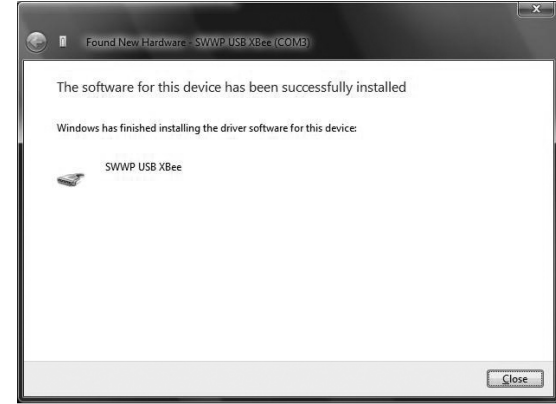 x
Found New Hardware - SWWP USB XBee (COM3)
The software for this device has been successfully installed
Windows has finished installing the driver software for this device:
SWWP USB XBee
Close